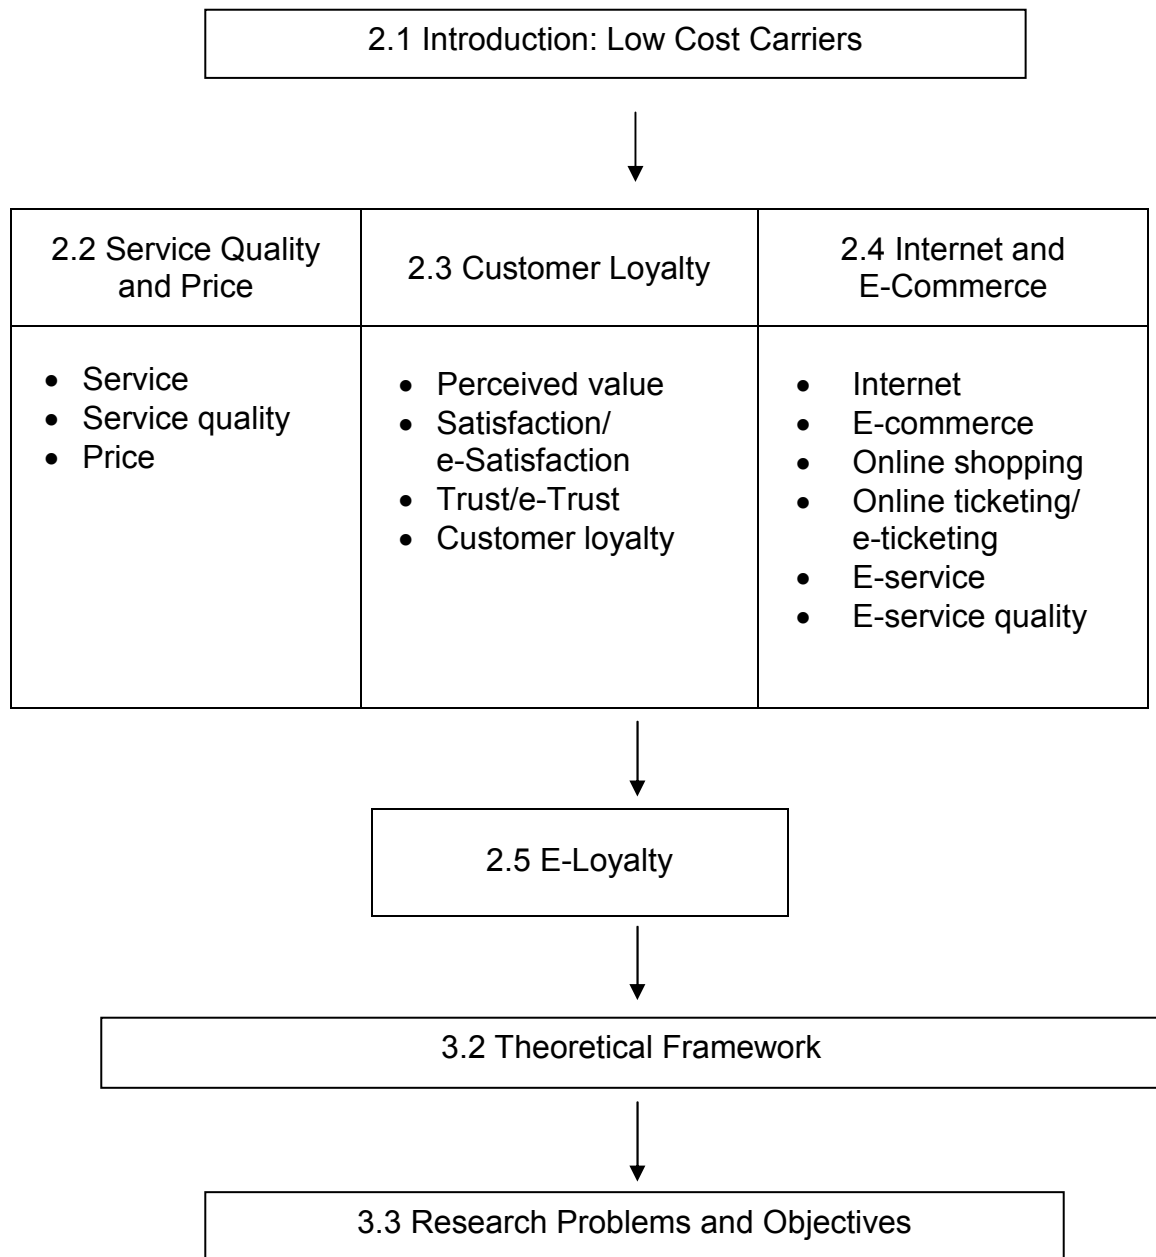 2.1 Introduction: Low Cost Carriers
2.2 Service Quality
and Price
2.3 Customer Loyalty
2.4 Internet and
E-Commerce
• Service
• Service quality
• Price
• Perceived value
• Satisfaction/
e-Satisfaction
• Trust/e-Trust
• Customer loyalty
• Internet
• E-commerce
• Online shopping
• Online ticketing/
e-ticketing
• E-service
• E-service quality
2.5 E-Loyalty
3.2 Theoretical Framework
3.3 Research Problems and Objectives